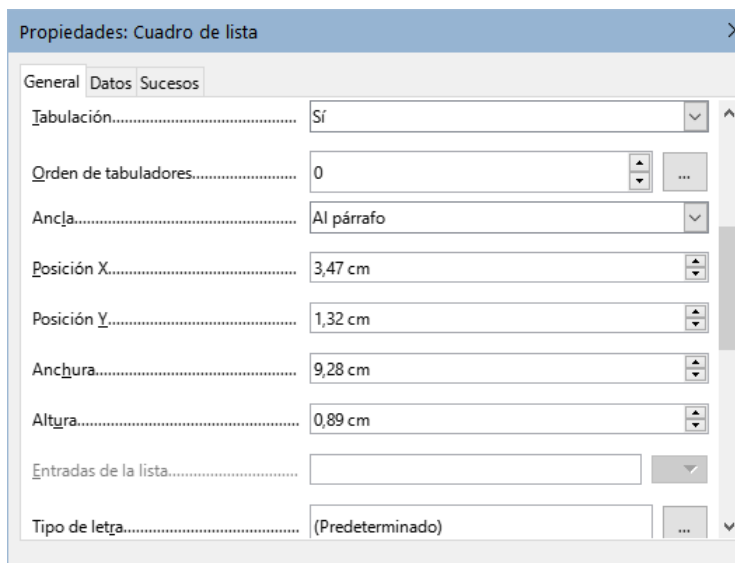 Propiedades: Cuadro de lista
General Datos Sucesos
Tabulación............................................. Sí
Orden de tabuladores......................... 0 ...
Ancla...................................................... Al párrafo
Posición X............................................... 3,47 cm
Posición Y............................................... 1,32 cm
Anchura.................................................. 9,28 cm
Altura....................................................... 0,89 cm
Entradas de la lista................................
Tipo de letra........................................... (Predeterminado) ...